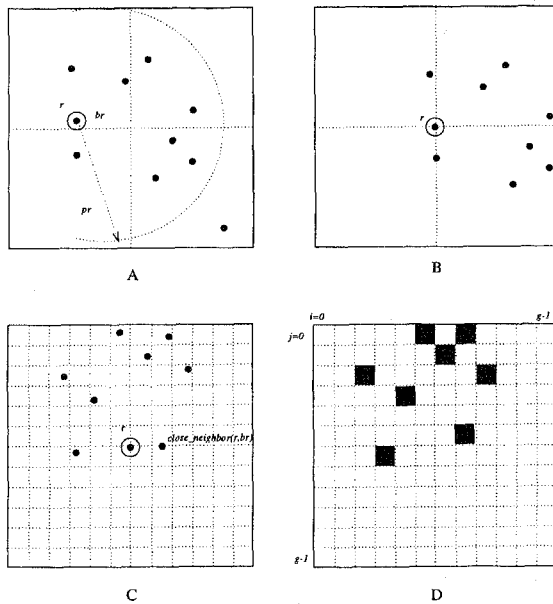 r
br
pr
A
r
B
r
close_neighbor(r,br)
C
i=0
g-1
j=0
g-1
D